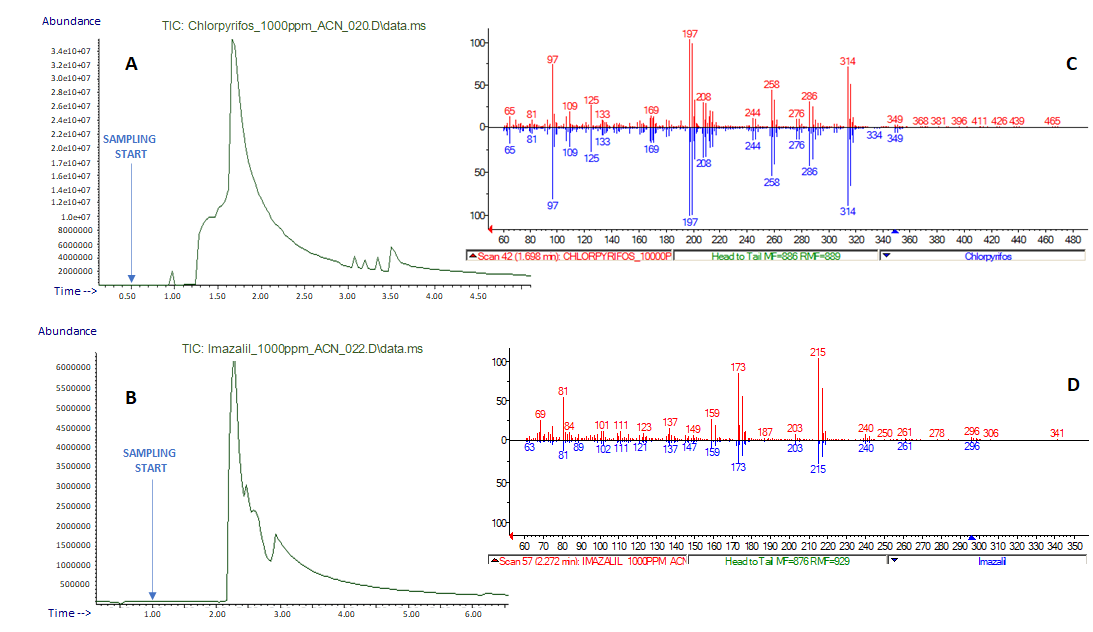 Abundance
TIC: Chlorpyrifos_1000ppm_ACN_020.D\data.ms
A
3.4e+07
3.2e+07
3.0e+07
2.8e+07
2.6e+07
2.4e+07
2.2e+07
2.0e+07
1.8e+07
1.6e+07
1.4e+07
1.2e+07
1.0e+07
8000000
6000000
4000000
2000000
SAMPLING
START
Time -->
0.50 1.00 1.50 2.00 2.50 3.00 3.50 4.00 4.50
C
100
50
0
50
100
197
97
314
258
286
208
125
109
65 81 133 169 244 276 349 368 381 396 411 426 439 465
65 81 109 125 133 169 208 244 258 276 286 334 349
97
197
314
60 80 100 120 140 160 180 200 220 240 260 280 300 320 340 360 380 400 420 440 460 480
Scan 42 (1.698 min): CHLORPYRIFOS_10000P Head to Tail MF=886 RMF=889 Chlorpyrifos
Abundance
TIC: Imazalil_1000ppm_ACN_022.D\data.ms
B
6000000
5500000
5000000
4500000
4000000
3500000
3000000
2500000
2000000
1500000
1000000
500000
SAMPLING
START
Time -->
1.00 2.00 3.00 4.00 5.00 6.00
D
100
50
0
50
100
215
173
81
69 84 101 111 123 137 149 159 187 203 240 250 261 278 296 306 341
63 81 89 102 111 121 137 147 159 173 203 215 240 261 296
60 70 80 90 100 110 120 130 140 150 160 170 180 190 200 210 220 230 240 250 260 270 280 290 300 310 320 330 340 350
Scan 57 (2.272 min): IMAZALIL_1000PPM_ACN Head to Tail MF=876 RMF=929 Imazalil